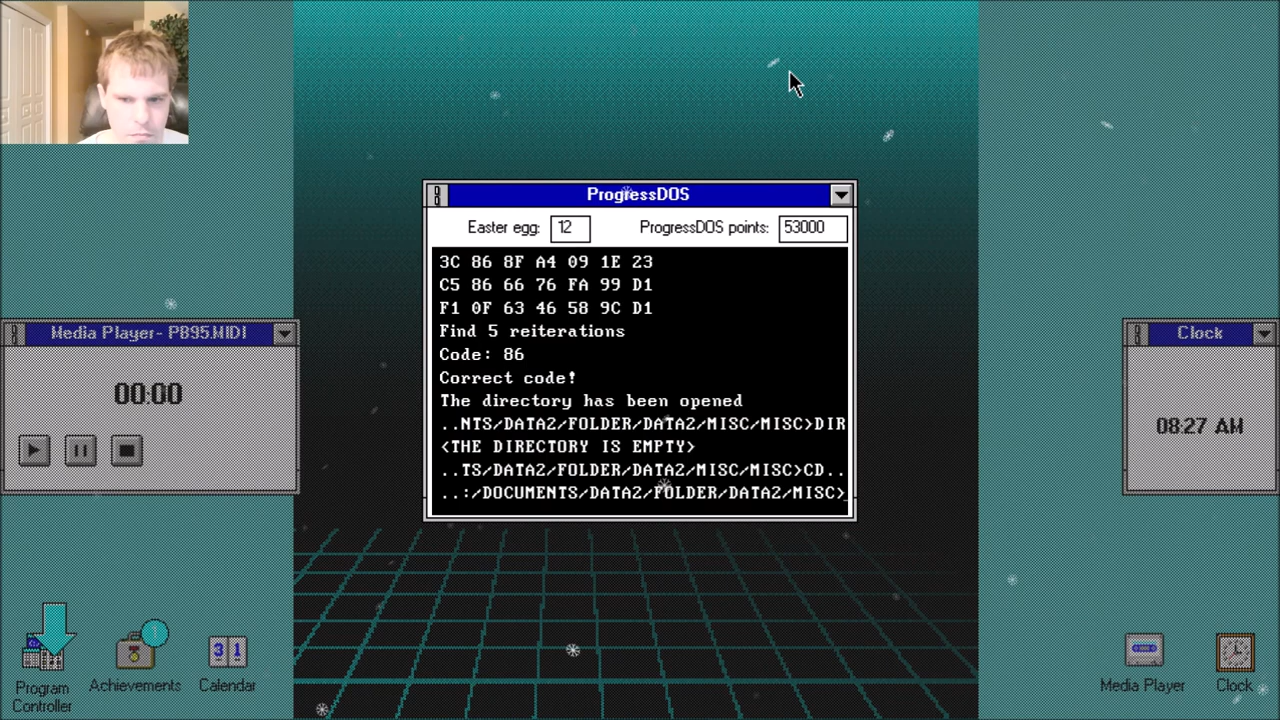 ProgressDOS
Easter egg: 12
ProgressDOS points: 53000
3C 86 8F A4 09 1E 23
C5 86 66 76 FA 99 D1
F1 0F 63 46 58 9C D1
Find 5 reiterations
Code: 86
Correct code!
The directory has been opened
..NTS/DATA2/FOLDER/DATA2/MISC/MISC>DIR
<THE DIRECTORY IS EMPTY>
..TS/DATA2/FOLDER/DATA2/MISC/MISC>CD..
..:/DOCUMENTS/DATA2/FOLDER/DATA2/MISC>_
Media Player- PB95.MIDI
00:00
Clock
08:27 AM
Program
Controller
Achievements
31
Calendar
Media Player
Clock